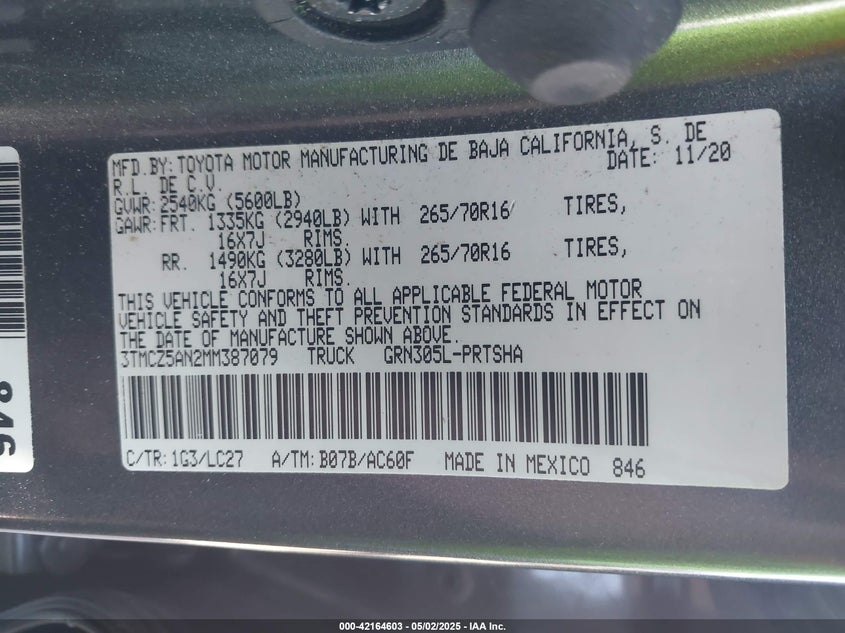 MFD BY: TOYOTA MOTOR MANUFACTURING DE BAJA CALIFORNIA, S. DE
R.L. DE C.V. DATE: 11/20
GVWR: 2540KG (5600LB)
GAWR: FRT. 1335KG (2940LB) WITH 265/70R16 TIRES,
16X7J RIMS.
RR. 1490KG (3280LB) WITH 265/70R16 TIRES,
16X7J RIMS.
THIS VEHICLE CONFORMS TO ALL APPLICABLE FEDERAL MOTOR
VEHICLE SAFETY AND THEFT PREVENTION STANDARDS IN EFFECT ON
THE DATE OF MANUFACTURE SHOWN ABOVE.
3TMCZ5AN2MM387079 TRUCK GRN305L-PRTSHA
C/TR: 1G3/LC27 A/TM: B07B/AC60F MADE IN MEXICO 846
846
000-42164603 / 05/02/2025 - IAA Inc.